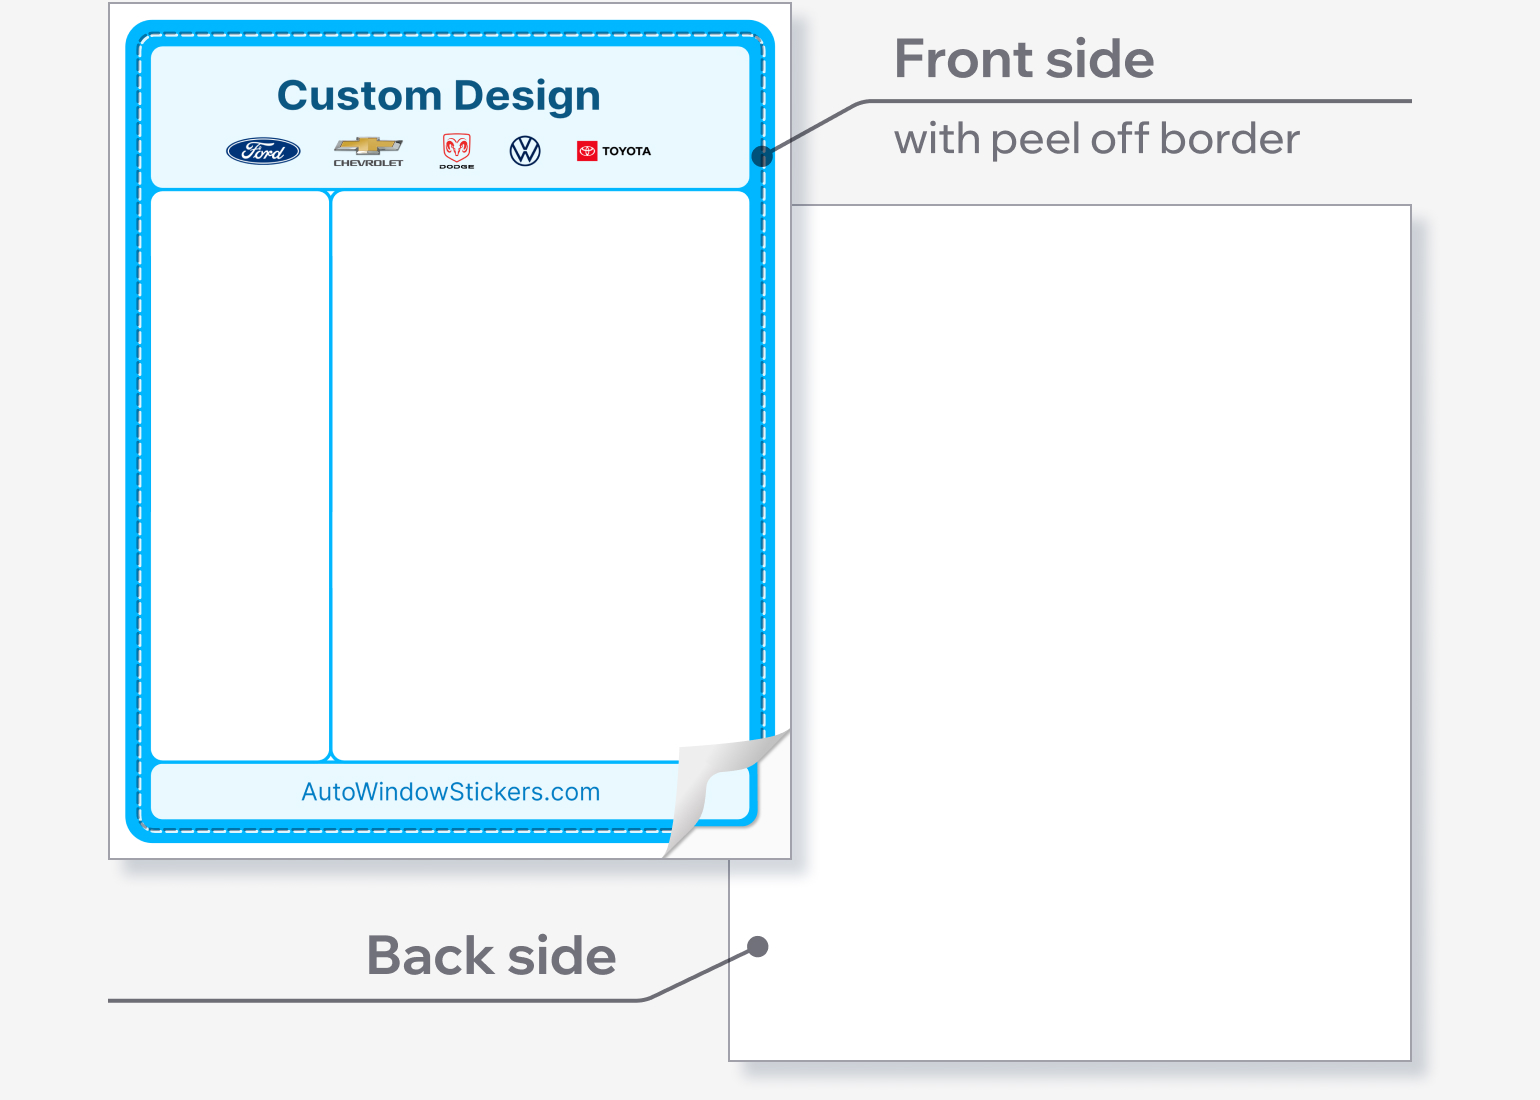 Front side
with peel off border
Custom Design
Ford
CHEVROLET
DODGE
TOYOTA
AutoWindowStickers.com
Back side